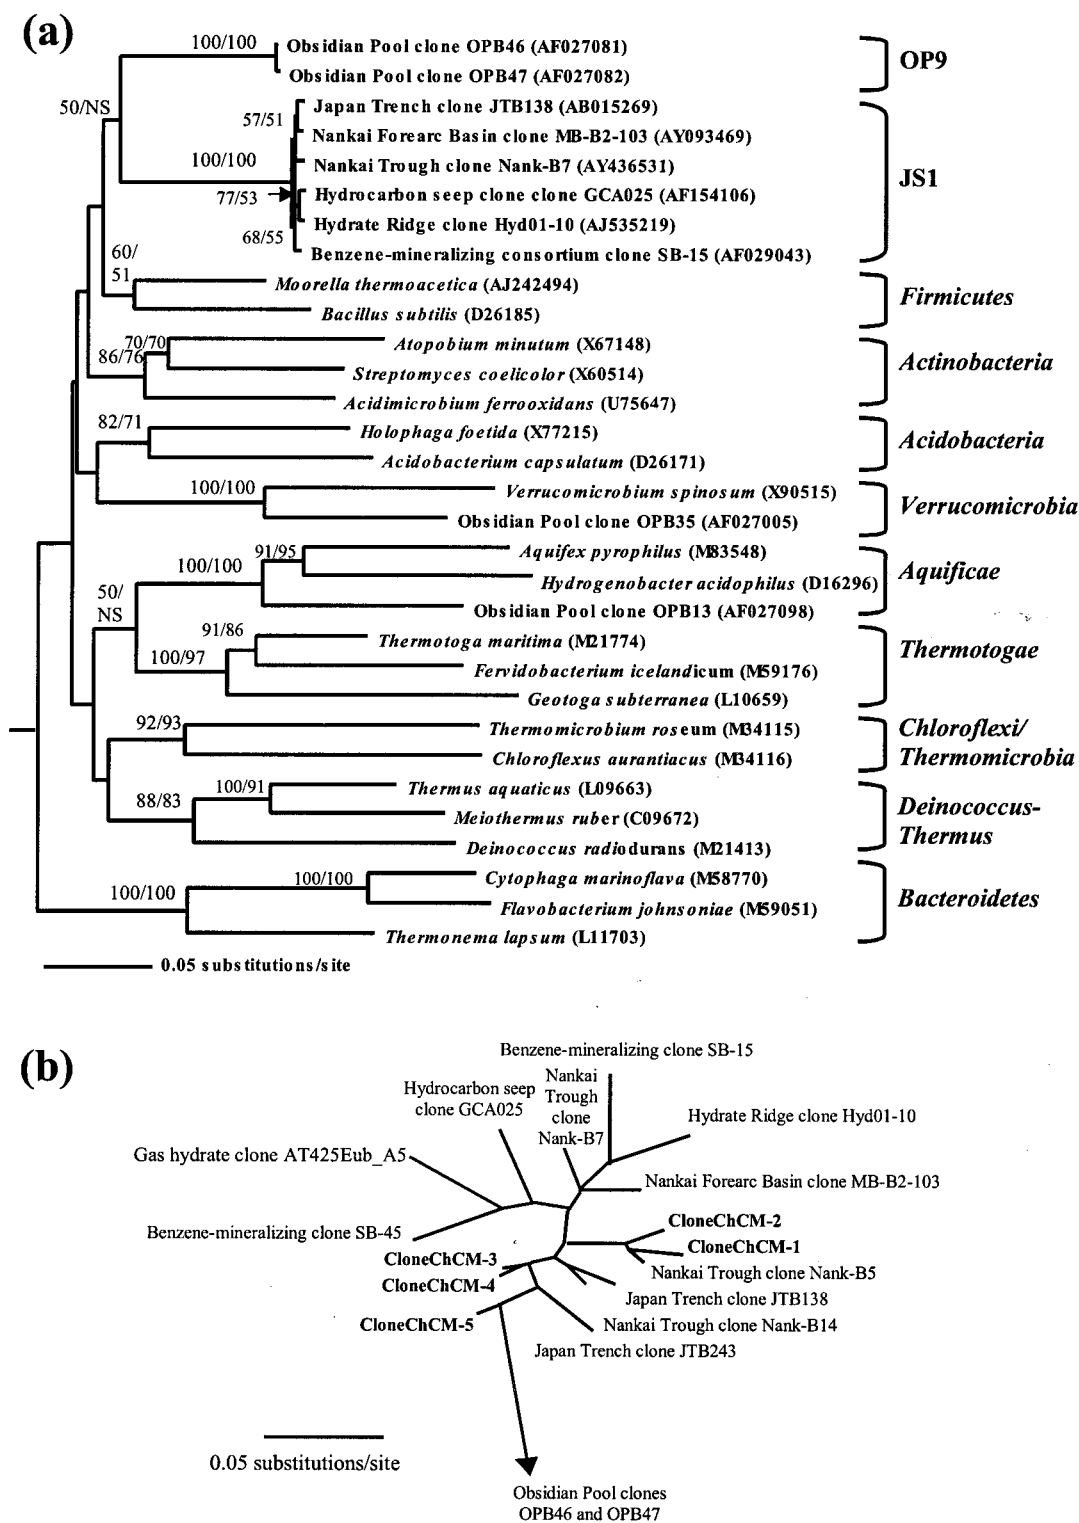 (a)
100/100
Obsidian Pool clone OPB46 (AF027081)
Obsidian Pool clone OPB47 (AF027082)
OP9
50/NS
Japan Trench clone JTB138 (AB015269)
57/51
Nankai Forearc Basin clone MB-B2-103 (AY093469)
100/100
Nankai Trough clone Nank-B7 (AY436531)
JS1
77/53
Hydrocarbon seep clone clone GCA025 (AF154106)
Hydrate Ridge clone Hyd01-10 (AJ535219)
68/55
Benzene-mineralizing consortium clone SB-15 (AF029043)
60/
51
Moorella thermoacetica (AJ242494)
Bacillus subtilis (D26185)
Firmicutes
70/70
Atopobium minutum (X67148)
86/76
Streptomyces coelicolor (X60514)
Acidimicrobium ferrooxidans (U75647)
Actinobacteria
82/71
Holophaga foetida (X77215)
Acidobacterium capsulatum (D26171)
Acidobacteria
100/100
Verrucomicrobium spinosum (X90515)
Obsidian Pool clone OPB35 (AF027005)
Verrucomicrobia
91/95
Aquifex pyrophilus (M83548)
100/100
Hydrogenobacter acidophilus (D16296)
Obsidian Pool clone OPB13 (AF027098)
Aquificae
50/
NS
91/86
Thermotoga maritima (M21774)
100/97
Fervidobacterium icelandicum (M59176)
Geotoga subterranea (L10659)
Thermotogae
92/93
Thermomicrobium roseum (M34115)
Chloroflexus aurantiacus (M34116)
Chloroflexi/
Thermomicrobia
100/91
Thermus aquaticus (L09663)
88/83
Meiothermus ruber (C09672)
Deinococcus radiodurans (M21413)
Deinococcus-
Thermus
100/100
Cytophaga marinoflava (M58770)
100/100
Flavobacterium johnsoniae (M59051)
Thermonema lapsum (L11703)
Bacteroidetes
0.05 substitutions/site
(b)
Benzene-mineralizing clone SB-15
Hydrocarbon seep
clone GCA025
Nankai
Trough
clone
Nank-B7
Hydrate Ridge clone Hyd01-10
Gas hydrate clone AT425Eub_A5
Nankai Forearc Basin clone MB-B2-103
Benzene-mineralizing clone SB-45
CloneChCM-2
CloneChCM-1
CloneChCM-3
Nankai Trough clone Nank-B5
CloneChCM-4
Japan Trench clone JTB138
CloneChCM-5
Nankai Trough clone Nank-B14
Japan Trench clone JTB243
0.05 substitutions/site
Obsidian Pool clones
OPB46 and OPB47